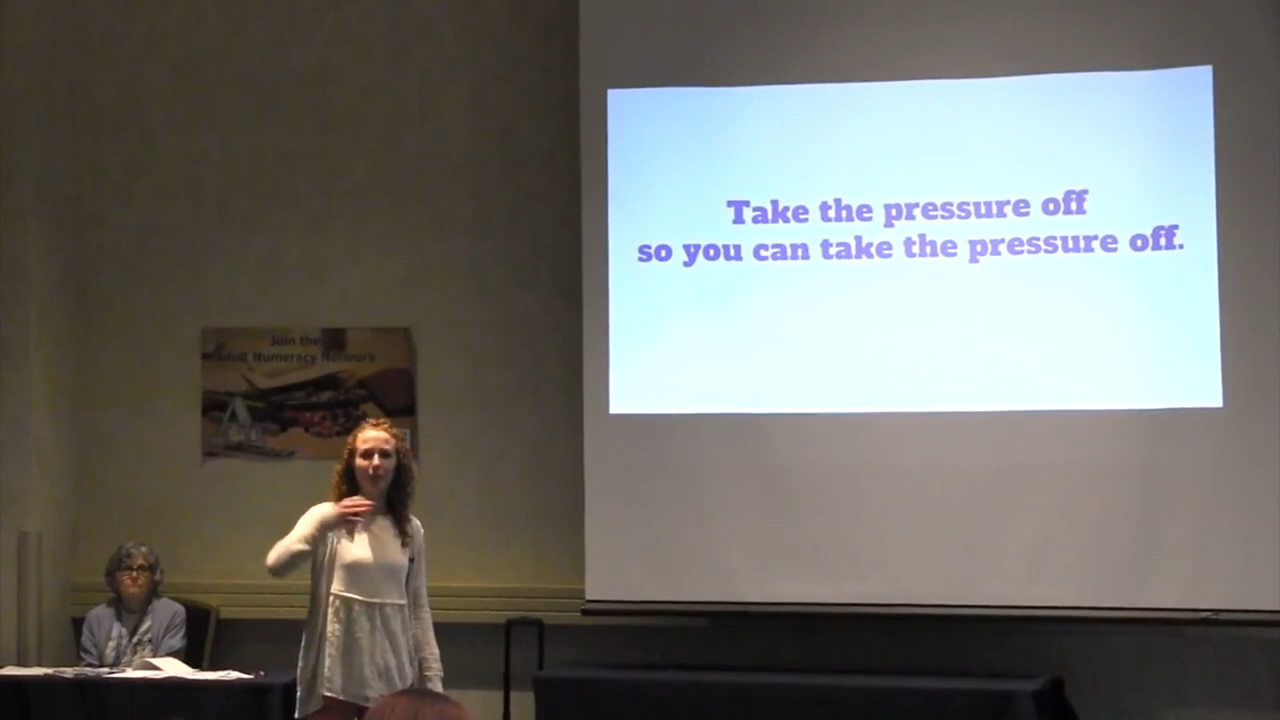 Take the pressure off
so you can take the pressure off.
Join the
Adult Numeracy Network